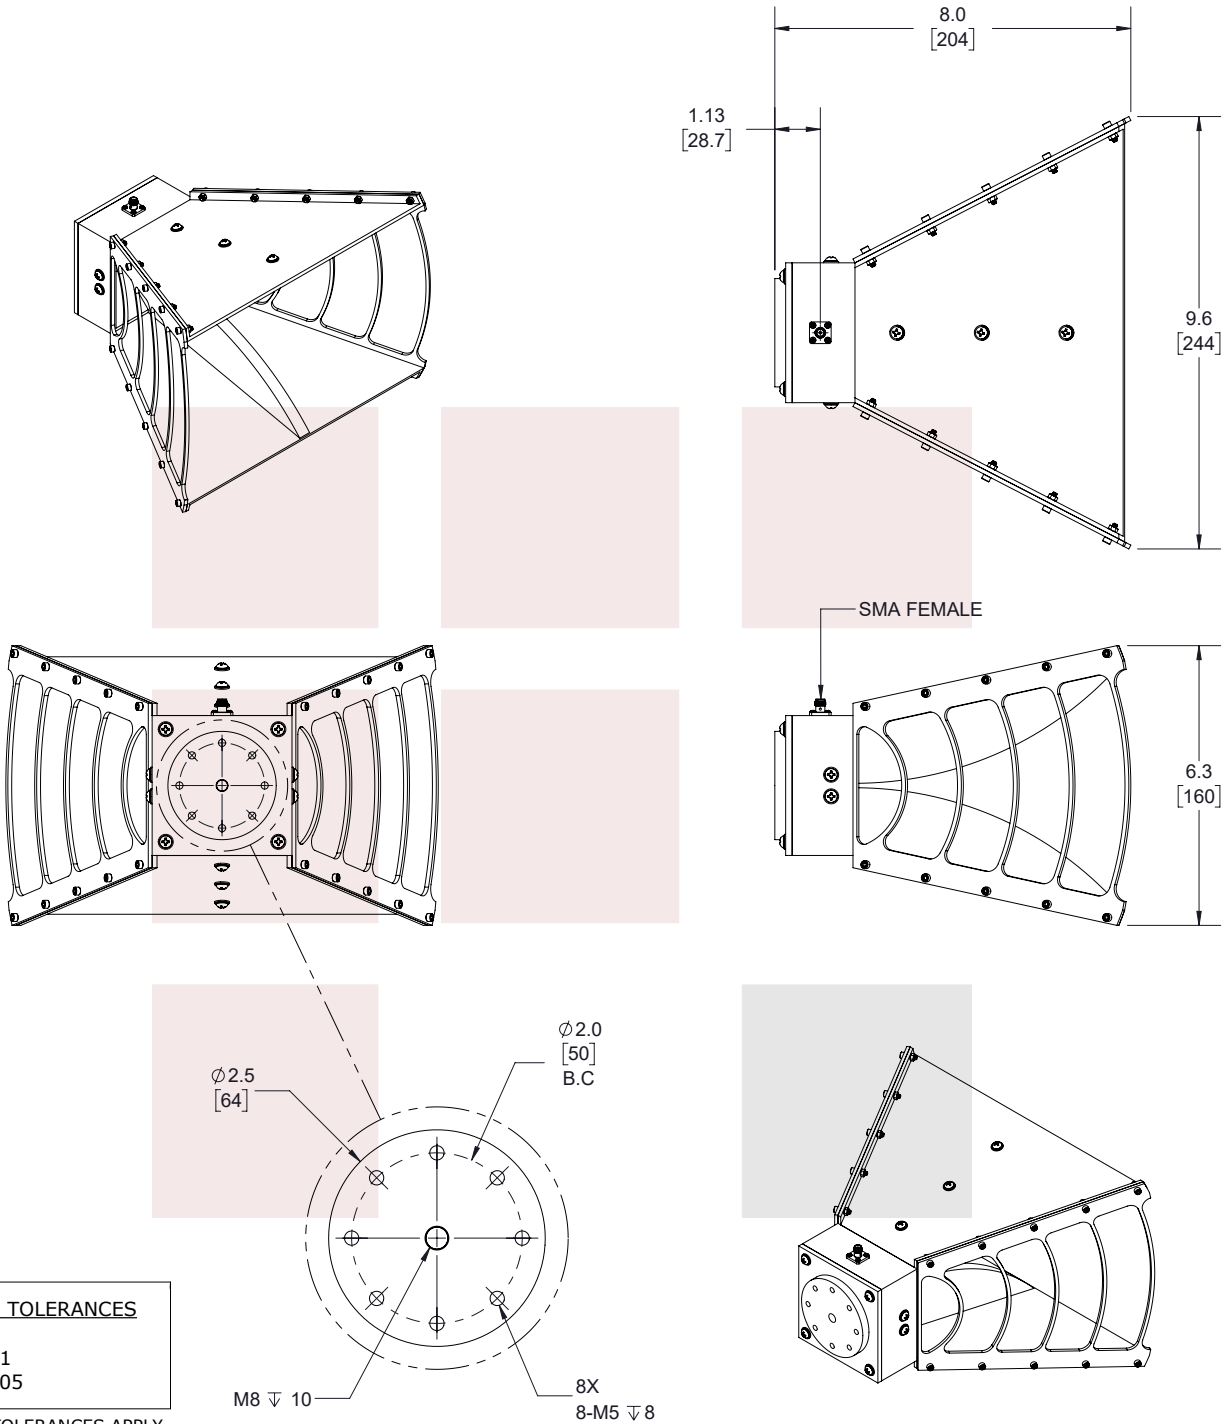 8.0
[204]
1.13
[28.7]
9.6
[244]
SMA FEMALE
6.3
[160]
⌀2.0
[50]
B.C
⌀2.5
[64]
TOLERANCES
1
05
M8 ↧ 10
8X
8-M5 ↧ 8
TOLERANCES APPLY